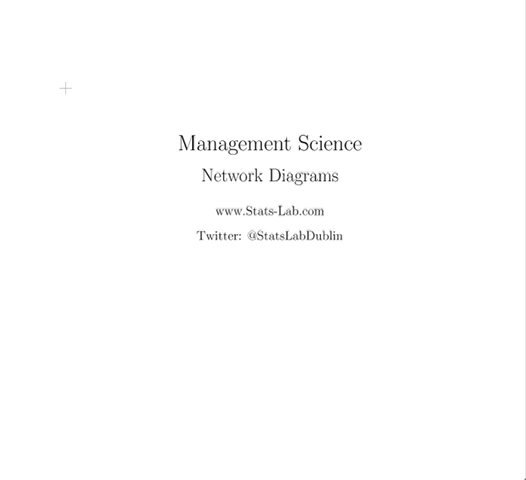 Management Science
Network Diagrams
www.Stats-Lab.com
Twitter: @StatsLabDublin